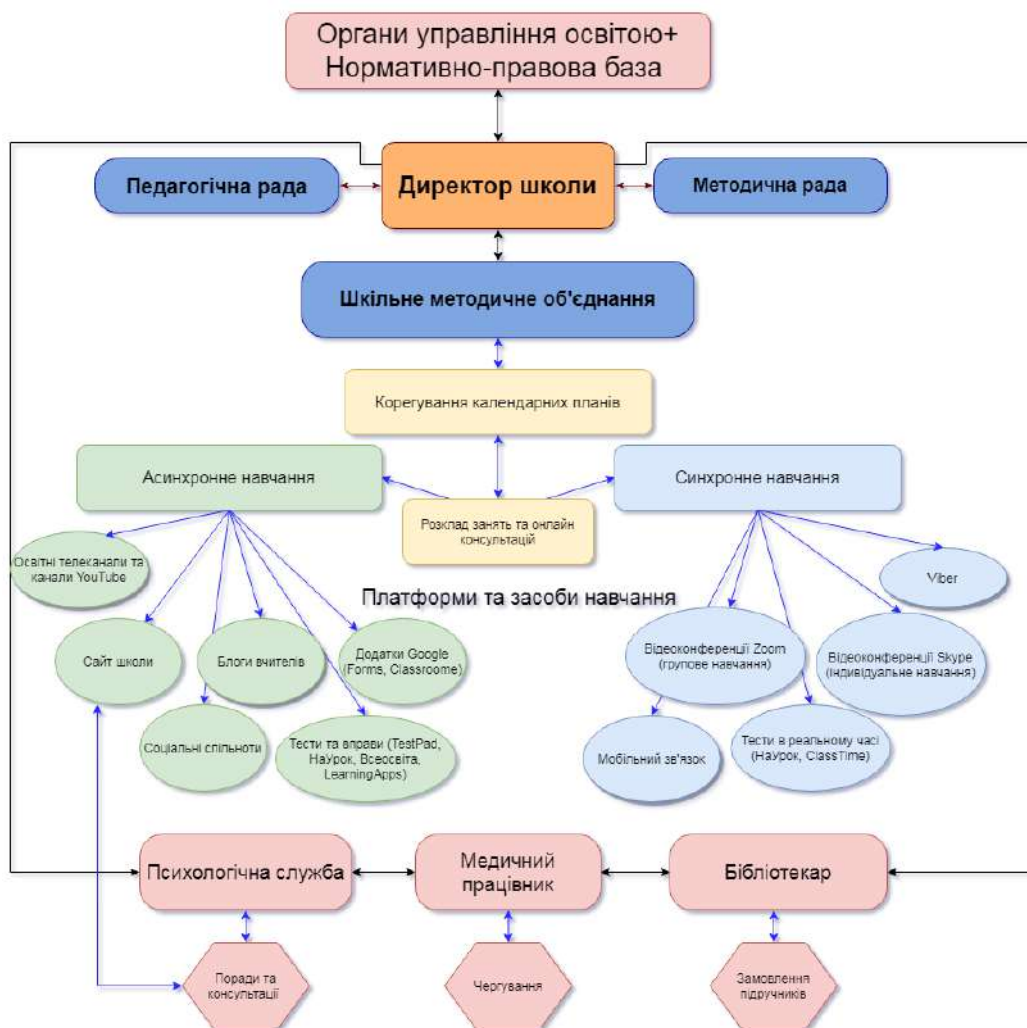 Органи управління освітою+
Нормативно-правова база
Педагогічна рада
Директор школи
Методична рада
Шкільне методичне об'єднання
Корегування календарних планів
Асинхронне навчання
Синхронне навчання
Розклад занять та онлайн
консультацій
Освітні телеканали та
канали YouTube
Viber
Платформи та засоби навчання
Сайт школи
Блоги вчителів
Додатки Google
(Forms, Classroome)
Відеоконференції Zoom
(групове навчання)
Відеоконференції Skype
(індивідуальне навчання)
Соціальні спільноти
Тести та вправи (TestPad,
НаУрок, Всеосвіта,
LearningApps)
Мобільний зв'язок
Тести в реальному часі
(НаУрок, ClassTime)
Психологічна служба
Медичний
працівник
Бібліотекар
Поради та
консультації
Чергування
Замовлення
підручників